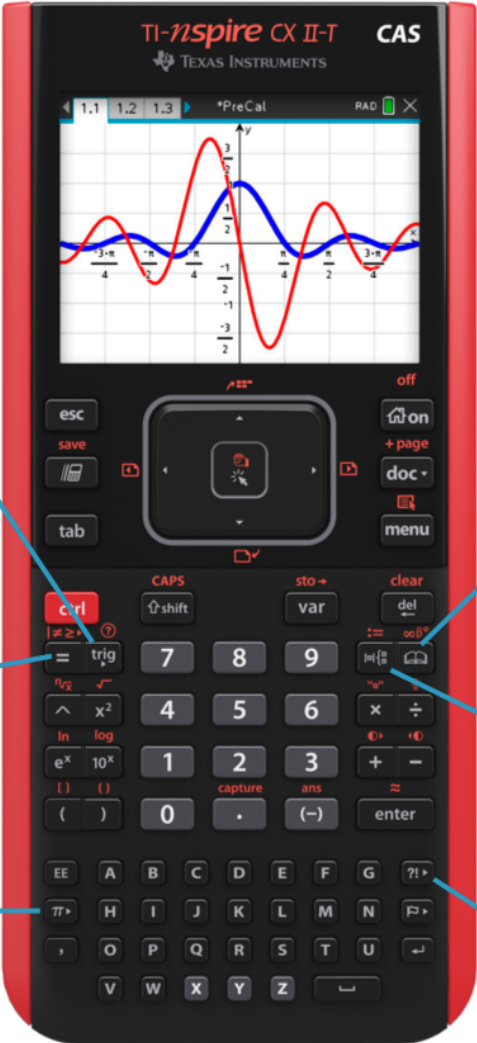 TI-nspire CX II-T CAS
TEXAS INSTRUMENTS
1.1 1.2 1.3 *PreCal RAD
y
3
2
1
2
x
-3·π
4
-π
2
-π
4
π
4
π
2
3·π
4
-1
2
-1
-3
2
off
esc on
save +page
doc
tab menu
CAPS sto→ clear
ctrl ⇧shift var del
|≠≥▸ ? := ∞β°
= trig 7 8 9 |□|{
ⁿ√x √ "□"
^ x² 4 5 6 × ÷
ln log
eˣ 10ˣ 1 2 3 + −
[ ] { } capture ans ≈
( ) 0 . (−) enter
EE A B C D E F G ?!▸
π▸ H I J K L M N
, O P Q R S T U ↵
V W X Y Z